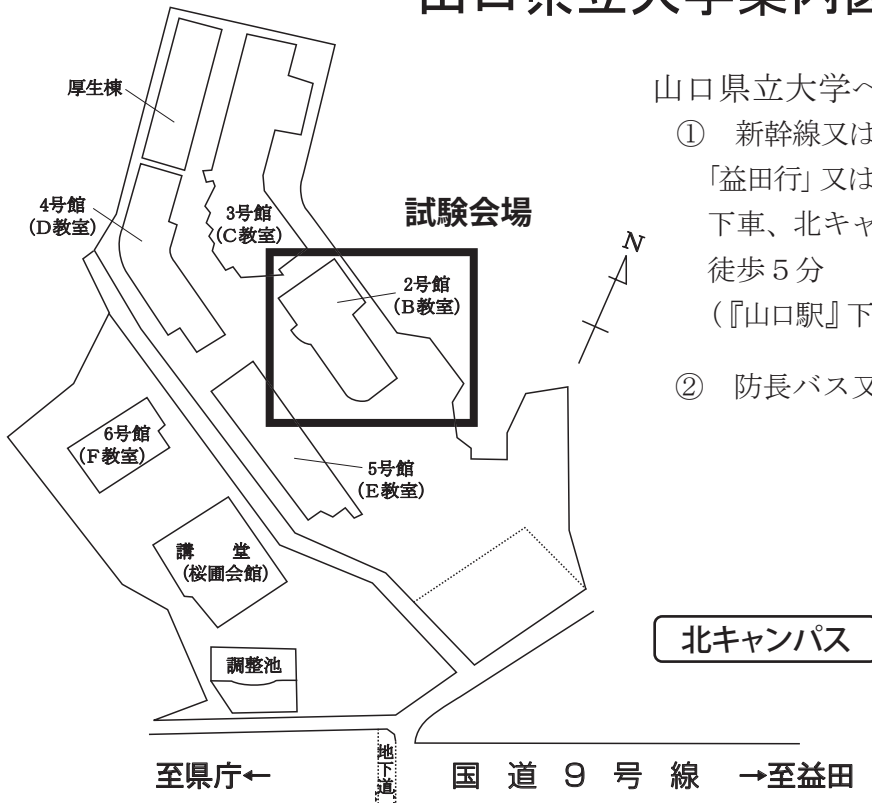 山口県立大学案内図
山口県立大学へ
① 新幹線又は
「益田行」又は
下車、北キャ
徒歩５分
(『山口駅』下
② 防長バス又
厚生棟
4号館
(D教室)
3号館
(C教室)
試験会場
2号館
(B教室)
N
6号館
(F教室)
5号館
(E教室)
講 堂
(桜圃会館)
北キャンパス
調整池
地下道
至県庁←
国 道 ９ 号 線 →至益田